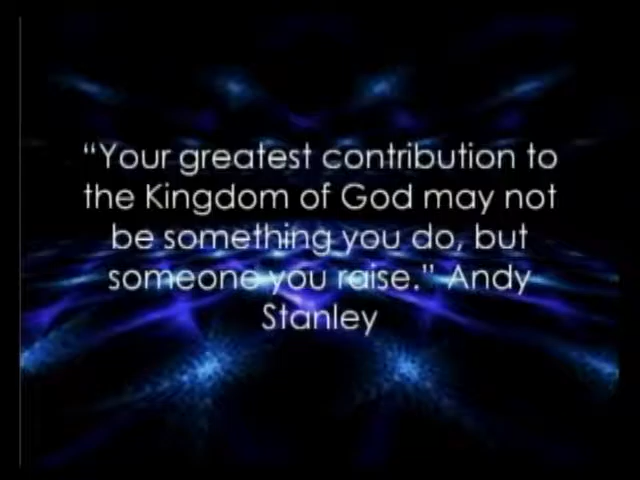 “Your greatest contribution to
the Kingdom of God may not
be something you do, but
someone you raise.” Andy
Stanley